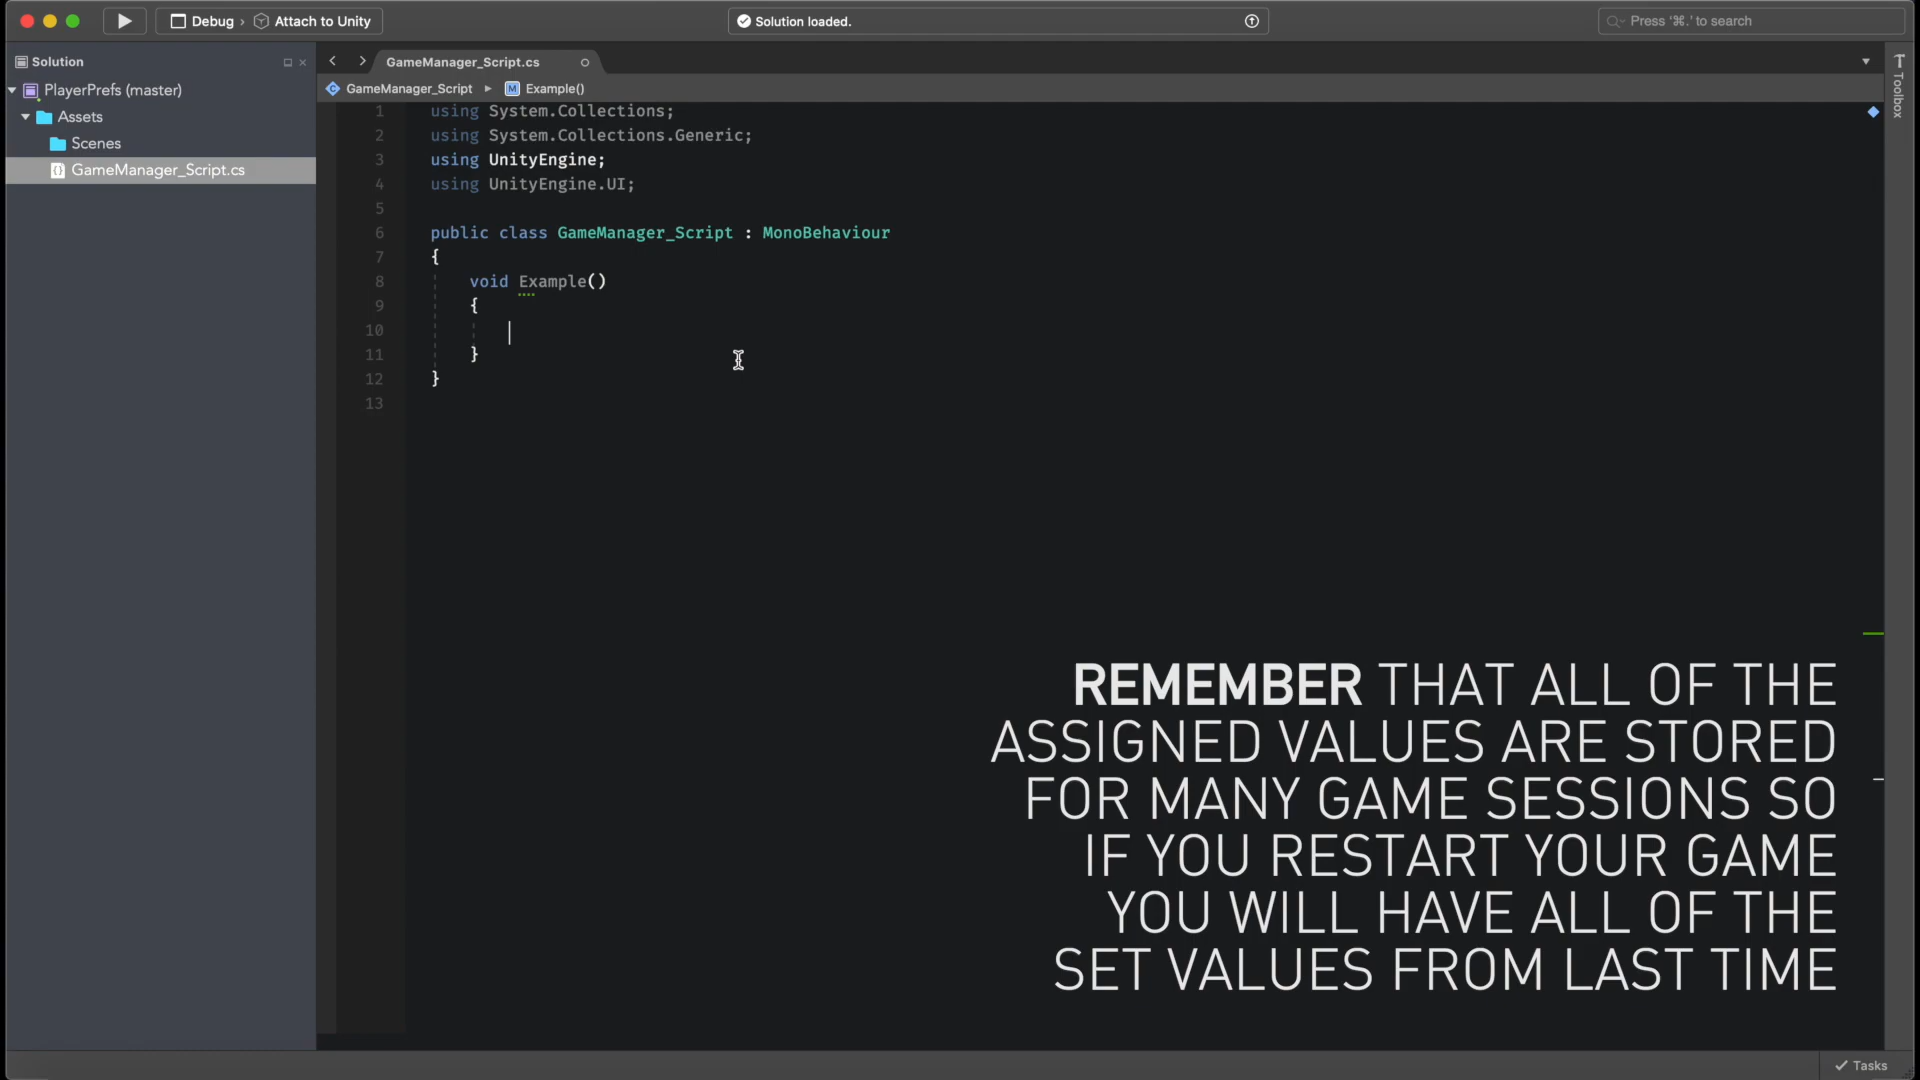 Debug › Attach to Unity
Solution loaded.
Press '⌘.' to search
Solution
PlayerPrefs (master)
Assets
Scenes
GameManager_Script.cs
GameManager_Script.cs
GameManager_Script ▸ Example()
Toolbox
1 using System.Collections;
2 using System.Collections.Generic;
3 using UnityEngine;
4 using UnityEngine.UI;
5
6 public class GameManager_Script : MonoBehaviour
7 {
8 void Example()
9 {
10
11 }
12 }
13
REMEMBER THAT ALL OF THE
ASSIGNED VALUES ARE STORED
FOR MANY GAME SESSIONS SO
IF YOU RESTART YOUR GAME
YOU WILL HAVE ALL OF THE
SET VALUES FROM LAST TIME
Tasks